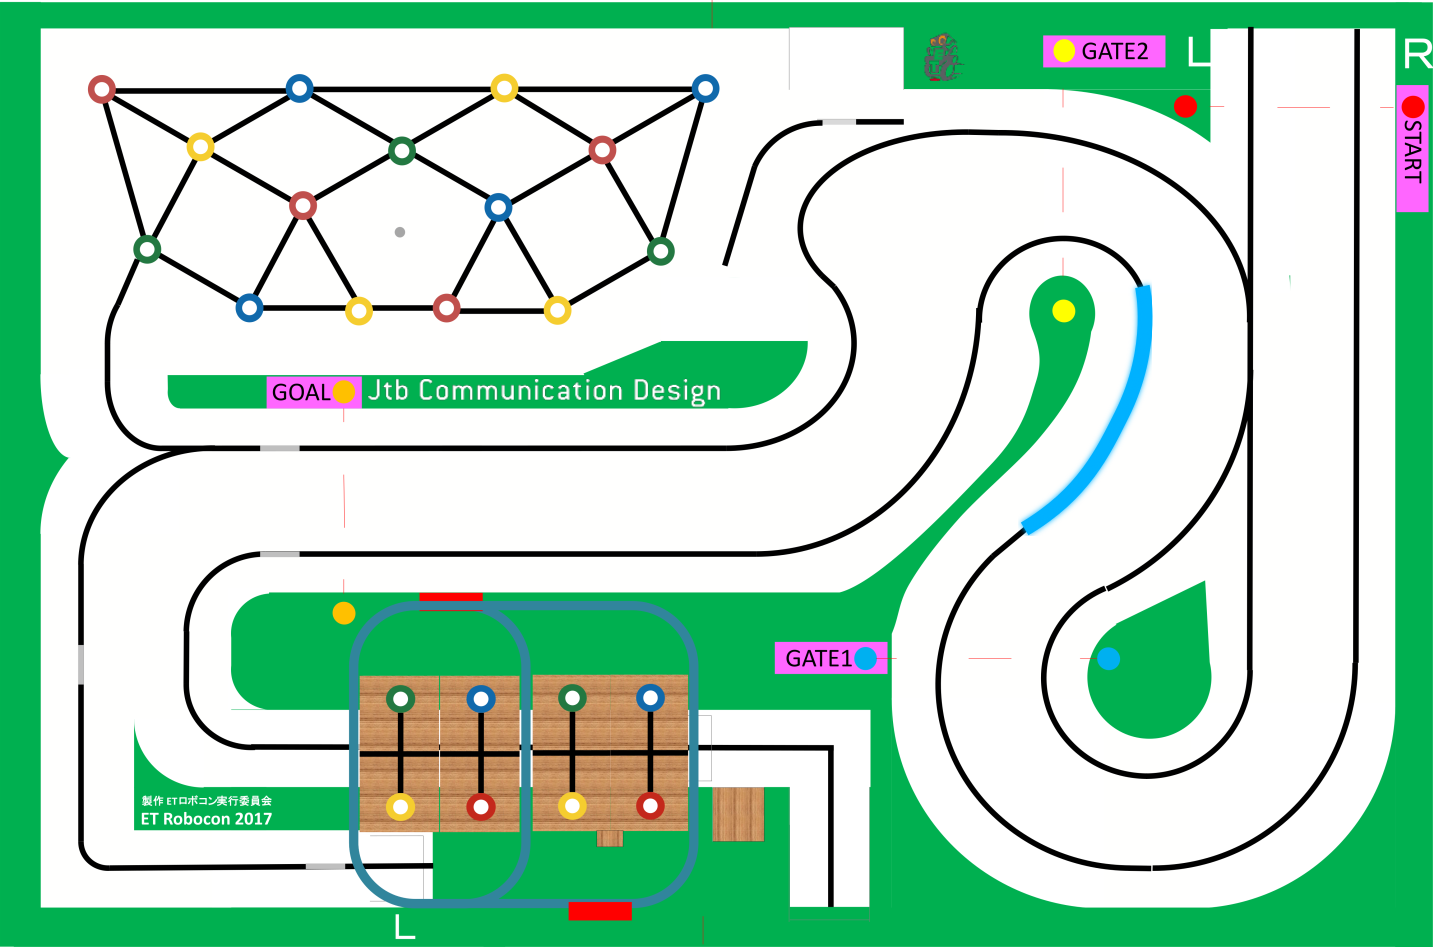 GATE2
L
R
START
GOAL
Jtb Communication Design
GATE1
製作 ETロボコン実行委員会
ET Robocon 2017
L